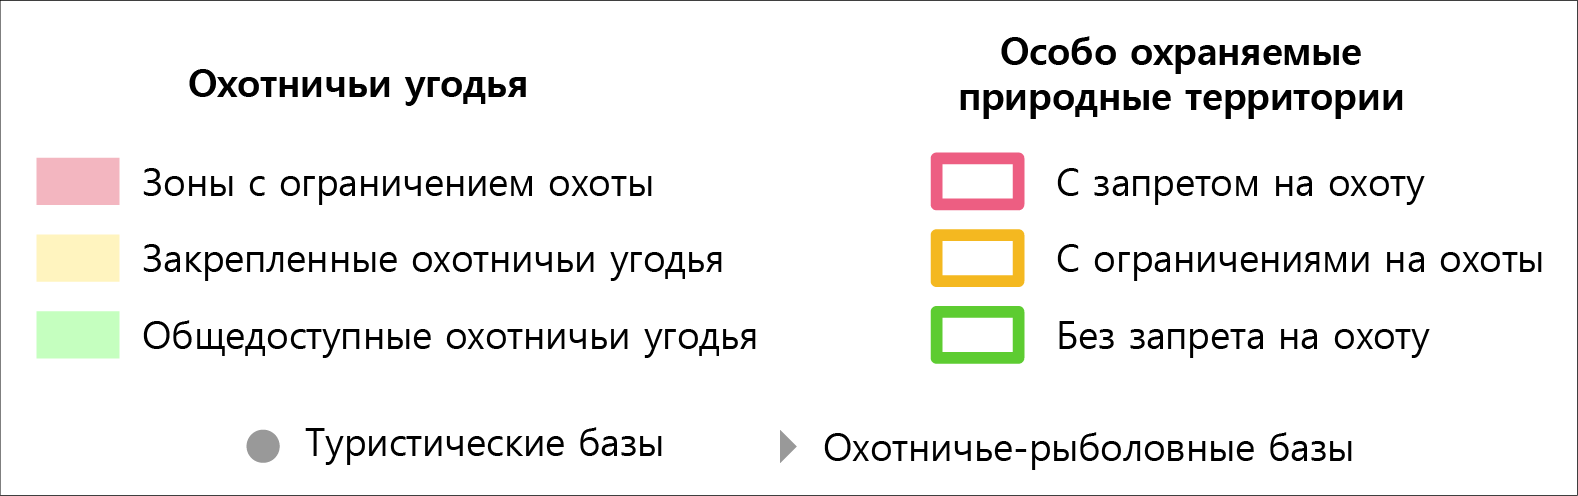 Охотничьи угодья
Зоны с ограничением охоты
Закрепленные охотничьи угодья
Общедоступные охотничьи угодья
Особо охраняемые
природные территории
С запретом на охоту
С ограничениями на охоты
Без запрета на охоту
Туристические базы
Охотничье-рыболовные базы